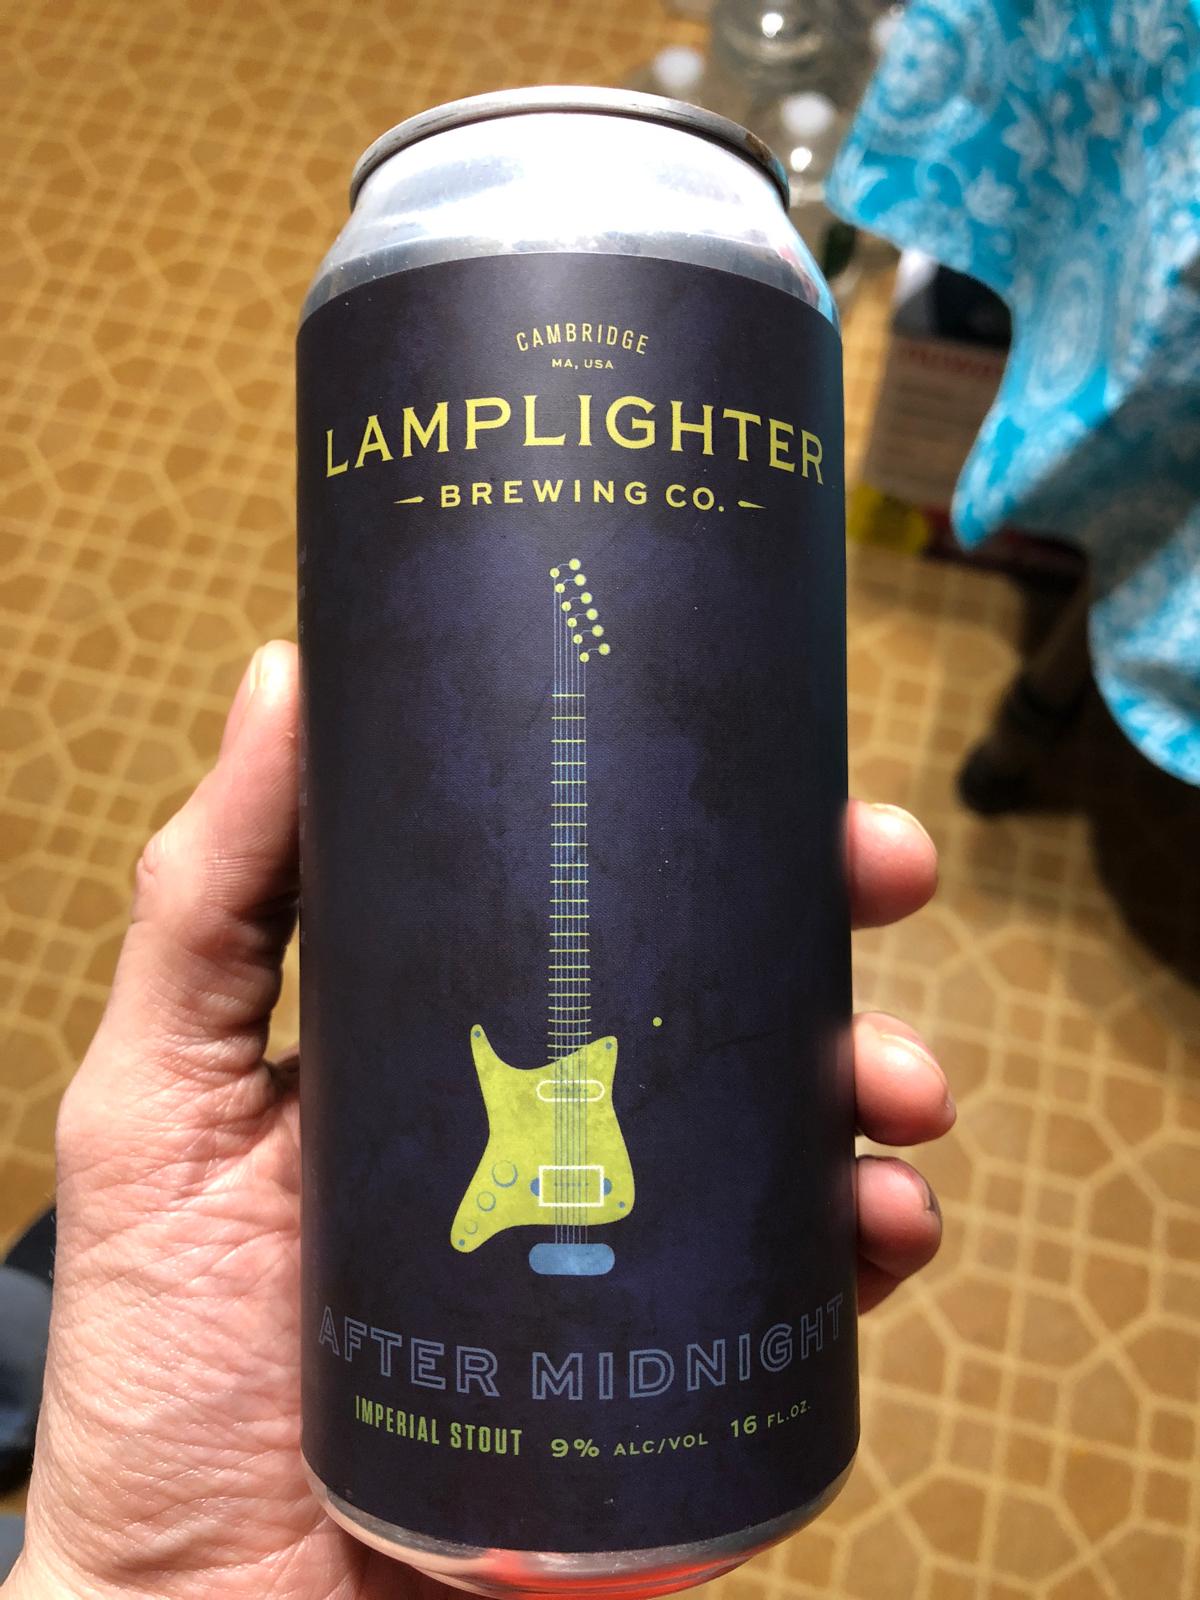 CAMBRIDGE
MA, USA
LAMPLIGHTER
BREWING CO.
AFTER MIDNIGHT
IMPERIAL STOUT 9% ALC/VOL 16 FL.OZ.